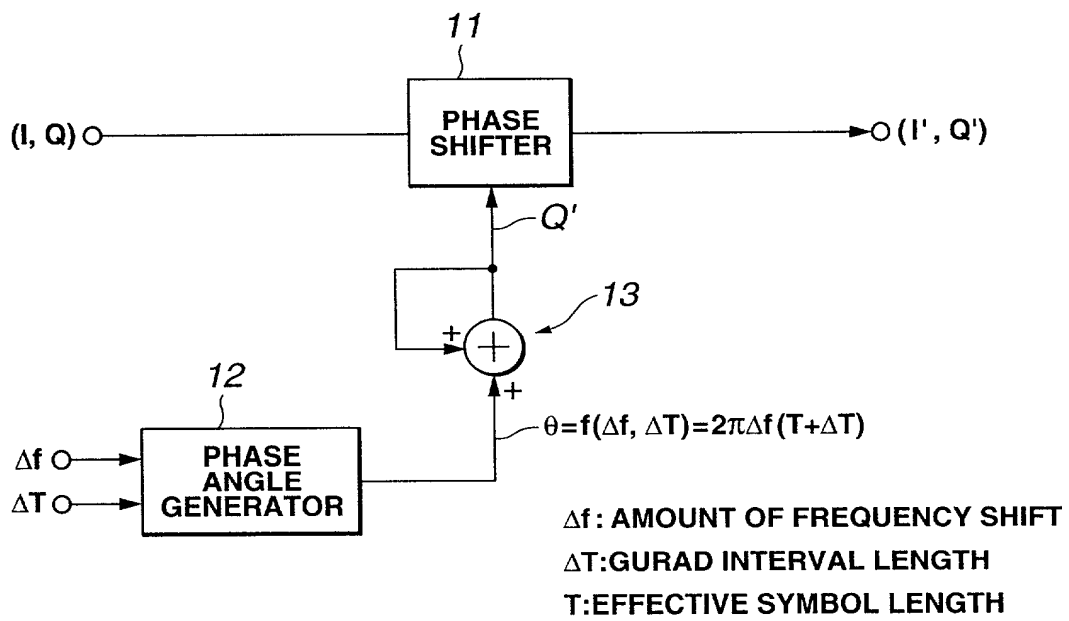 11
(I, Q)
PHASE
SHIFTER
(I', Q')
Q'
13
+
+
+
12
θ=f(Δf, ΔT)=2πΔf(T+ΔT)
Δf
ΔT
PHASE
ANGLE
GENERATOR
Δf: AMOUNT OF FREQUENCY SHIFT
ΔT:GURAD INTERVAL LENGTH
T:EFFECTIVE SYMBOL LENGTH